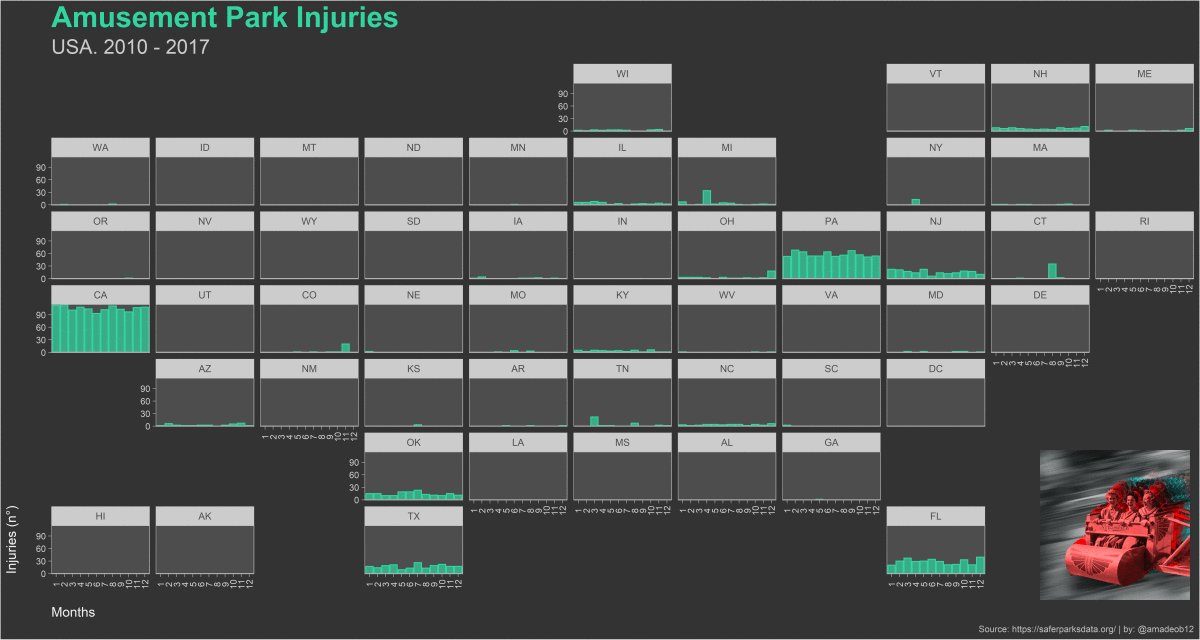 Amusement Park Injuries
USA. 2010 - 2017
WI
VT NH ME
90
60
30
0
WA ID MT ND MN IL MI NY MA
90
60
30
0
OR NV WY SD IA IN OH PA NJ CT RI
90
60
30
0
1 2 3 4 5 6 7 8 9 10 11 12
CA UT CO NE MO KY WV VA MD DE
90
60
30
0
1 2 3 4 5 6 7 8 9 10 11 12
AZ NM KS AR TN NC SC DC
90
60
30
0
1 2 3 4 5 6 7 8 9 10 11 12
OK LA MS AL GA
90
60
30
0
1 2 3 4 5 6 7 8 9 10 11 12 1 2 3 4 5 6 7 8 9 10 11 12 1 2 3 4 5 6 7 8 9 10 11 12 1 2 3 4 5 6 7 8 9 10 11 12
HI AK TX FL
90
60
30
0
1 2 3 4 5 6 7 8 9 10 11 12 1 2 3 4 5 6 7 8 9 10 11 12 1 2 3 4 5 6 7 8 9 10 11 12 1 2 3 4 5 6 7 8 9 10 11 12
Injuries (n°)
Months
Source: https://saferparksdata.org/ | by: @amadeob12